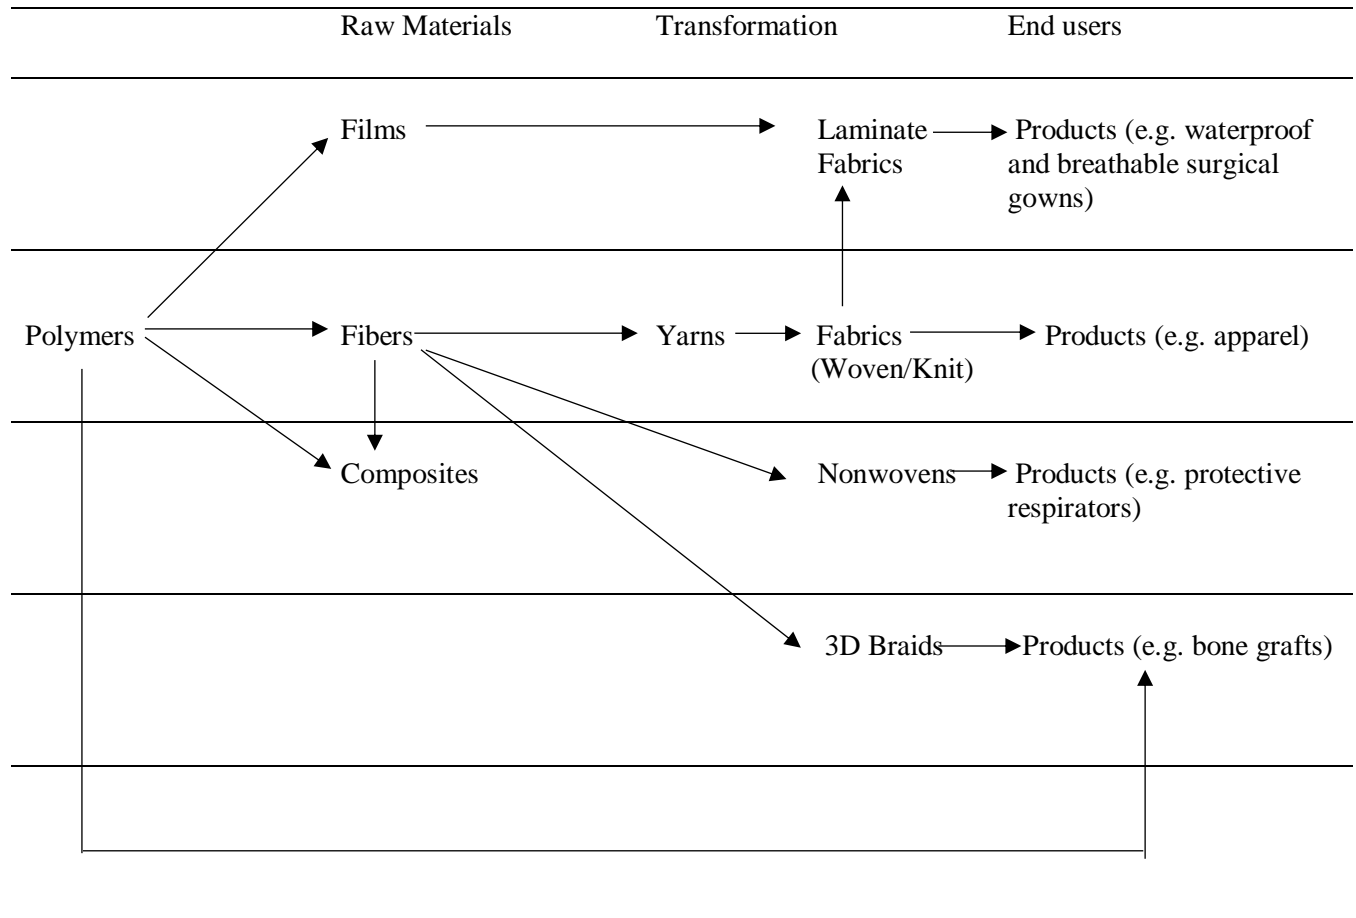 Raw Materials Transformation End users
Films Laminate Products (e.g. waterproof
Fabrics and breathable surgical
gowns)
Polymers Fibers Yarns Fabrics Products (e.g. apparel)
(Woven/Knit)
Composites Nonwovens Products (e.g. protective
respirators)
3D Braids Products (e.g. bone grafts)